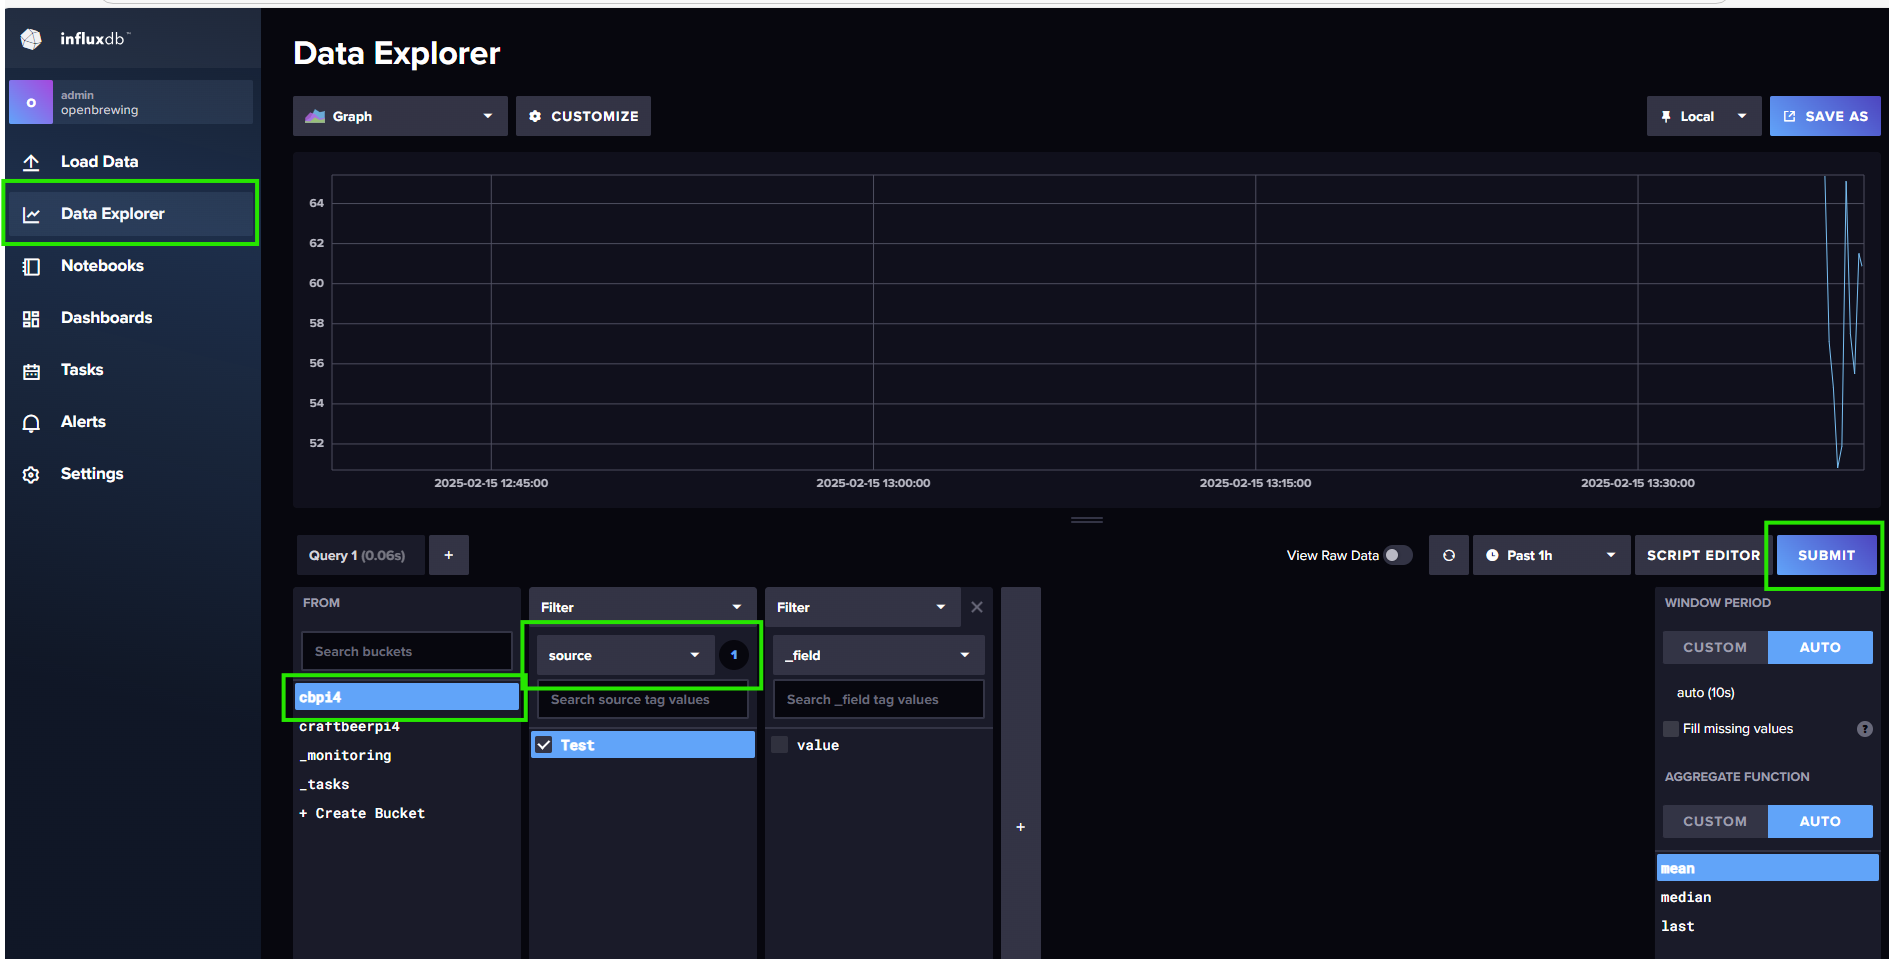 influxdb™
o
admin
openbrewing
Load Data
Data Explorer
Notebooks
Dashboards
Tasks
Alerts
Settings
Data Explorer
Graph
CUSTOMIZE
Local
SAVE AS
64
62
60
58
56
54
52
2025-02-15 12:45:00
2025-02-15 13:00:00
2025-02-15 13:15:00
2025-02-15 13:30:00
Query 1 (0.06s)
+
View Raw Data
Past 1h
SCRIPT EDITOR
SUBMIT
FROM
Search buckets
cbpi4
craftbeerpi4
_monitoring
_tasks
+ Create Bucket
Filter
source
1
Search source tag values
Test
Filter
_field
Search _field tag values
value
+
WINDOW PERIOD
CUSTOM
AUTO
auto (10s)
Fill missing values
?
AGGREGATE FUNCTION
CUSTOM
AUTO
mean
median
last